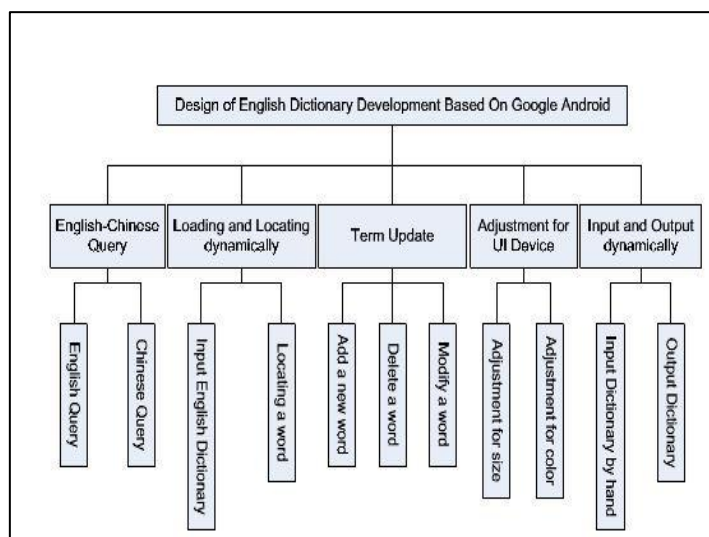 Design of English Dictionary Development Based On Google Android
English-Chinese
Query
Loading and Locating
dynamically
Term Update
Adjustment for
UI Device
Input and Output
dynamically
English Query
Chinese Query
Input English Dictionary
Locating a word
Add a new word
Delete a word
Modify a word
Adjustment for size
Adjustment for color
Input Dictionary by hand
Output Dictionary